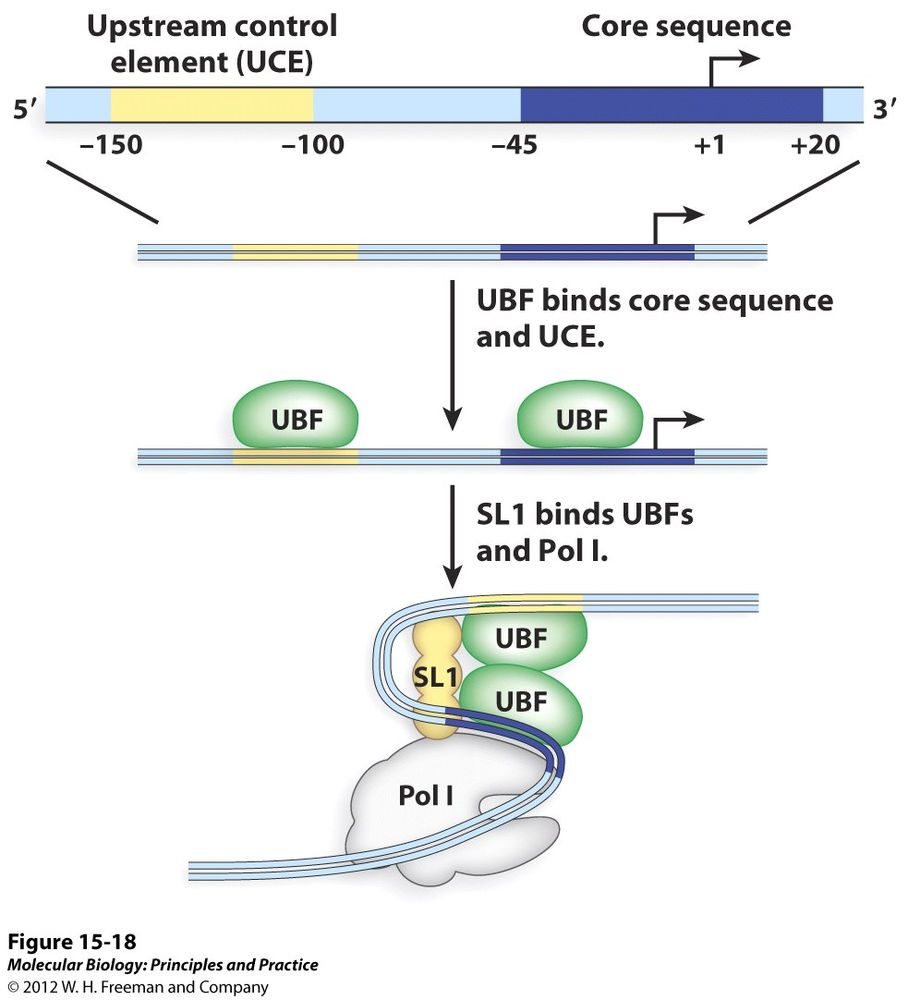 Upstream control
element (UCE)
Core sequence
5′
3′
–150
–100
–45
+1
+20
UBF binds core sequence
and UCE.
UBF
UBF
SL1 binds UBFs
and Pol I.
UBF
SL1
UBF
Pol I
Figure 15-18
Molecular Biology: Principles and Practice
© 2012 W. H. Freeman and Company